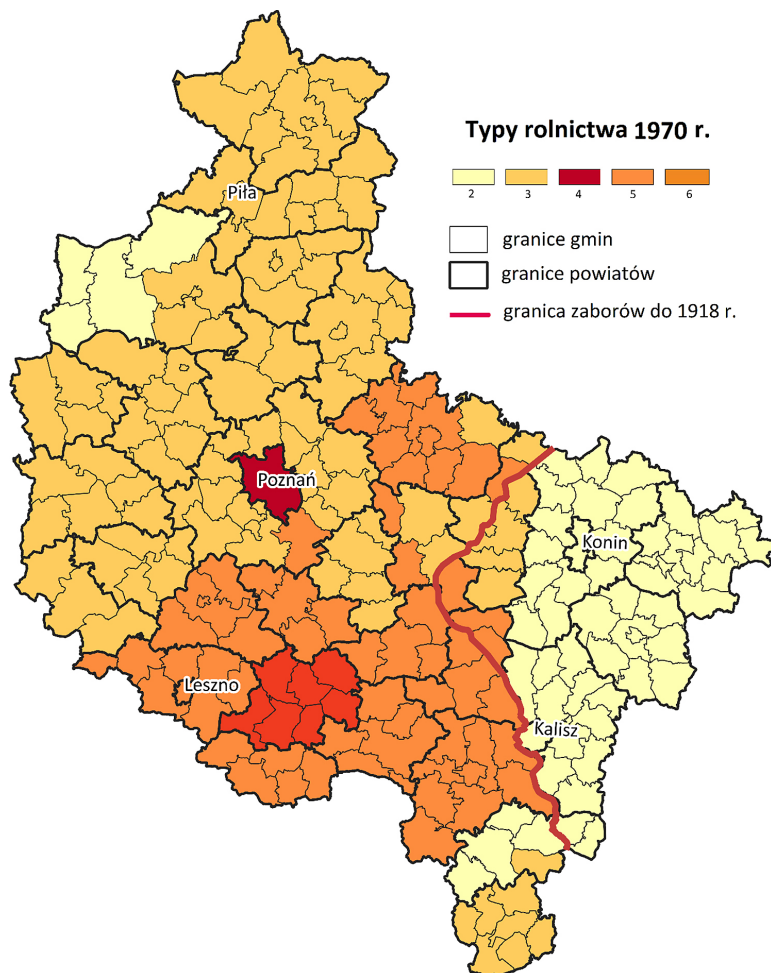 Typy rolnictwa 1970 r.
2 3 4 5 6
granice gmin
granice powiatów
granica zaborów do 1918 r.
Piła
Poznań
Konin
Leszno
Kalisz